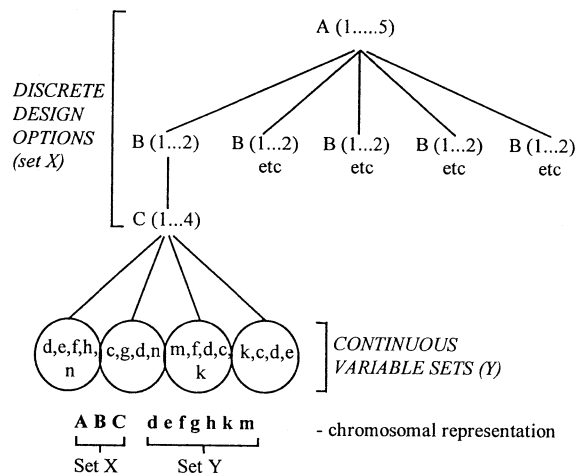 A (1.....5)
DISCRETE
DESIGN
OPTIONS
(set X)
B (1...2) B (1...2) B (1...2) B (1...2) B (1...2)
etc etc etc etc
C (1...4)
d,e,f,h,
n
c,g,d,n
m,f,d,c,
k
k,c,d,e
CONTINUOUS
VARIABLE SETS (Y)
A B C d e f g h k m - chromosomal representation
Set X Set Y